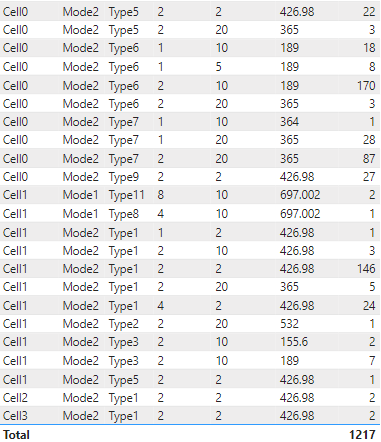 Cell0 Mode2 Type5 2 2 426.98 22
Cell0 Mode2 Type5 2 20 365 3
Cell0 Mode2 Type6 1 10 189 18
Cell0 Mode2 Type6 1 5 189 8
Cell0 Mode2 Type6 2 10 189 170
Cell0 Mode2 Type6 2 20 365 3
Cell0 Mode2 Type7 1 10 364 1
Cell0 Mode2 Type7 1 20 365 28
Cell0 Mode2 Type7 2 20 365 87
Cell0 Mode2 Type9 2 2 426.98 27
Cell1 Mode1 Type11 8 10 697.002 2
Cell1 Mode1 Type8 4 10 697.002 1
Cell1 Mode2 Type1 1 2 426.98 1
Cell1 Mode2 Type1 2 10 426.98 3
Cell1 Mode2 Type1 2 2 426.98 146
Cell1 Mode2 Type1 2 20 365 5
Cell1 Mode2 Type1 4 2 426.98 24
Cell1 Mode2 Type2 2 20 532 1
Cell1 Mode2 Type3 2 10 155.6 2
Cell1 Mode2 Type3 2 10 189 7
Cell1 Mode2 Type5 2 2 426.98 1
Cell2 Mode2 Type1 2 2 426.98 2
Cell3 Mode2 Type1 2 2 426.98 2
Total 1217